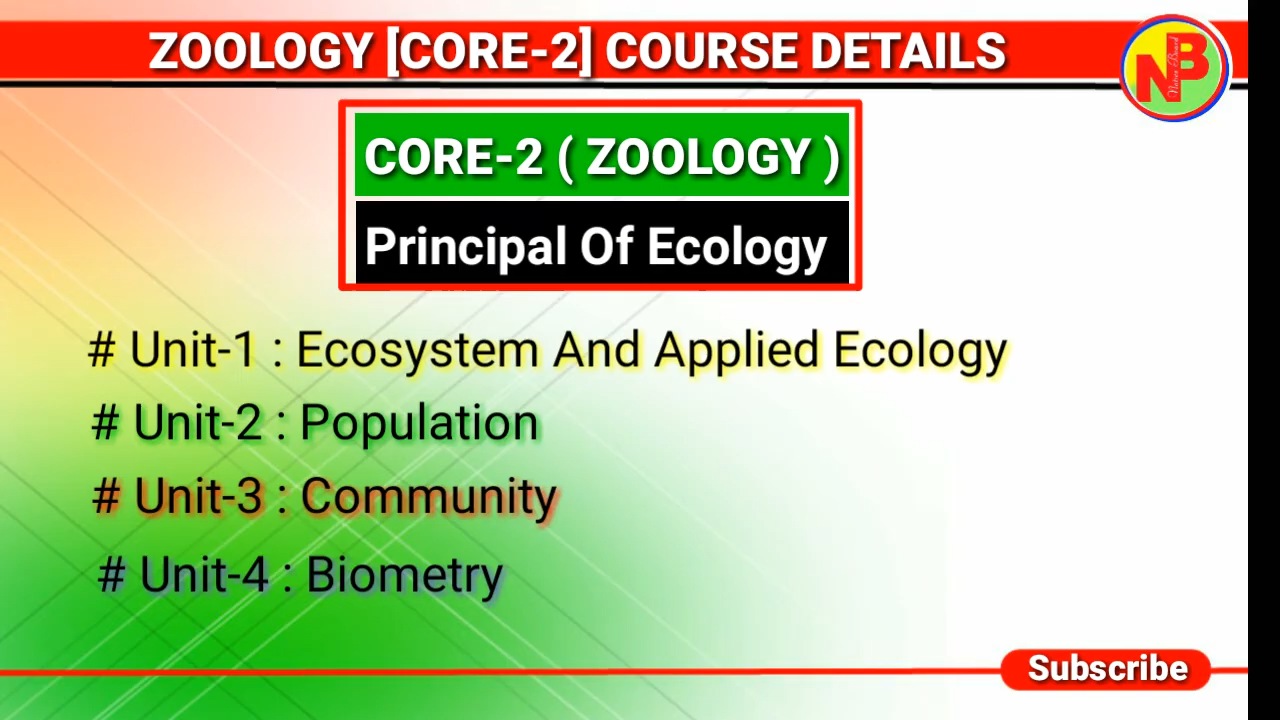 ZOOLOGY [CORE-2] COURSE DETAILS
NB
CORE-2 ( ZOOLOGY )
Principal Of Ecology
# Unit-1 : Ecosystem And Applied Ecology
# Unit-2 : Population
# Unit-3 : Community
# Unit-4 : Biometry
Subscribe